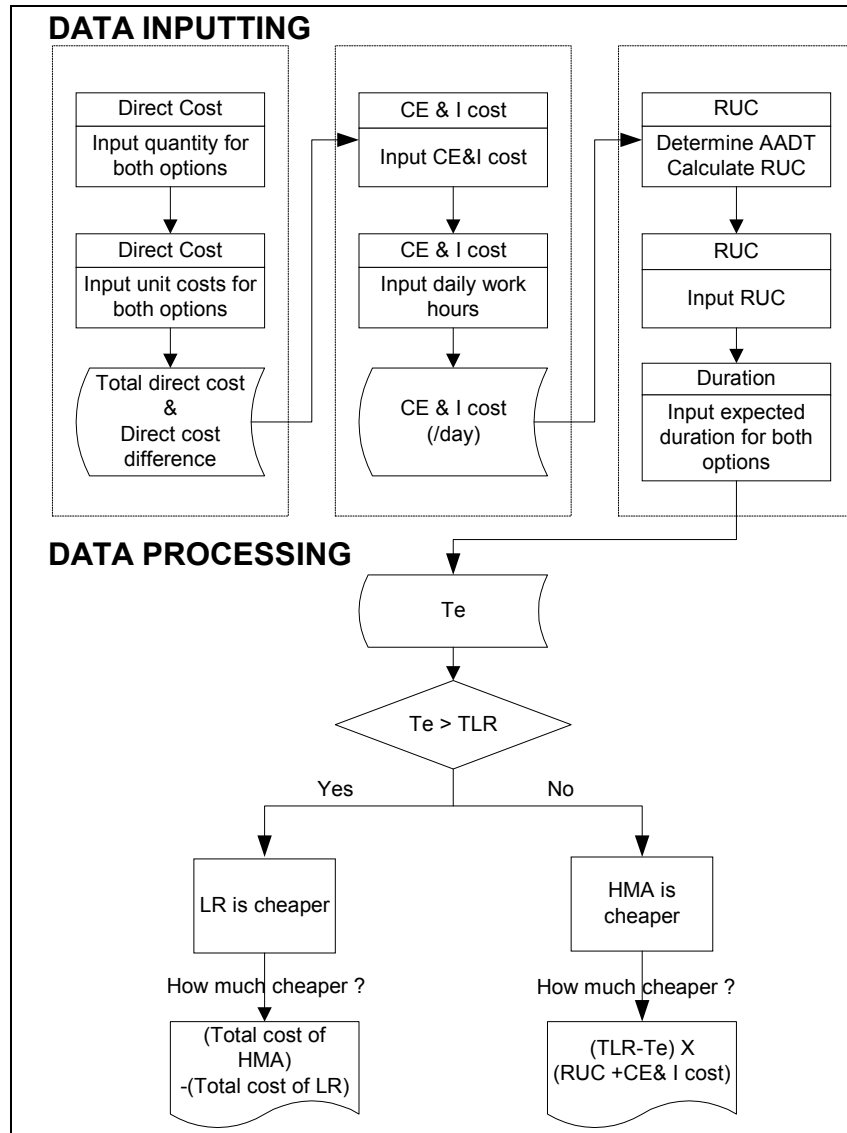 DATA INPUTTING
Direct Cost
Input quantity for
both options
Direct Cost
Input unit costs for
both options
Total direct cost
&
Direct cost
difference
CE & I cost
Input CE&I cost
CE & I cost
Input daily work
hours
CE & I cost
(/day)
RUC
Determine AADT
Calculate RUC
RUC
Input RUC
Duration
Input expected
duration for both
options
DATA PROCESSING
Te
Te > TLR
Yes
No
LR is cheaper
HMA is
cheaper
How much cheaper ?
How much cheaper ?
(Total cost of
HMA)
-(Total cost of LR)
(TLR-Te) X
(RUC +CE& I cost)